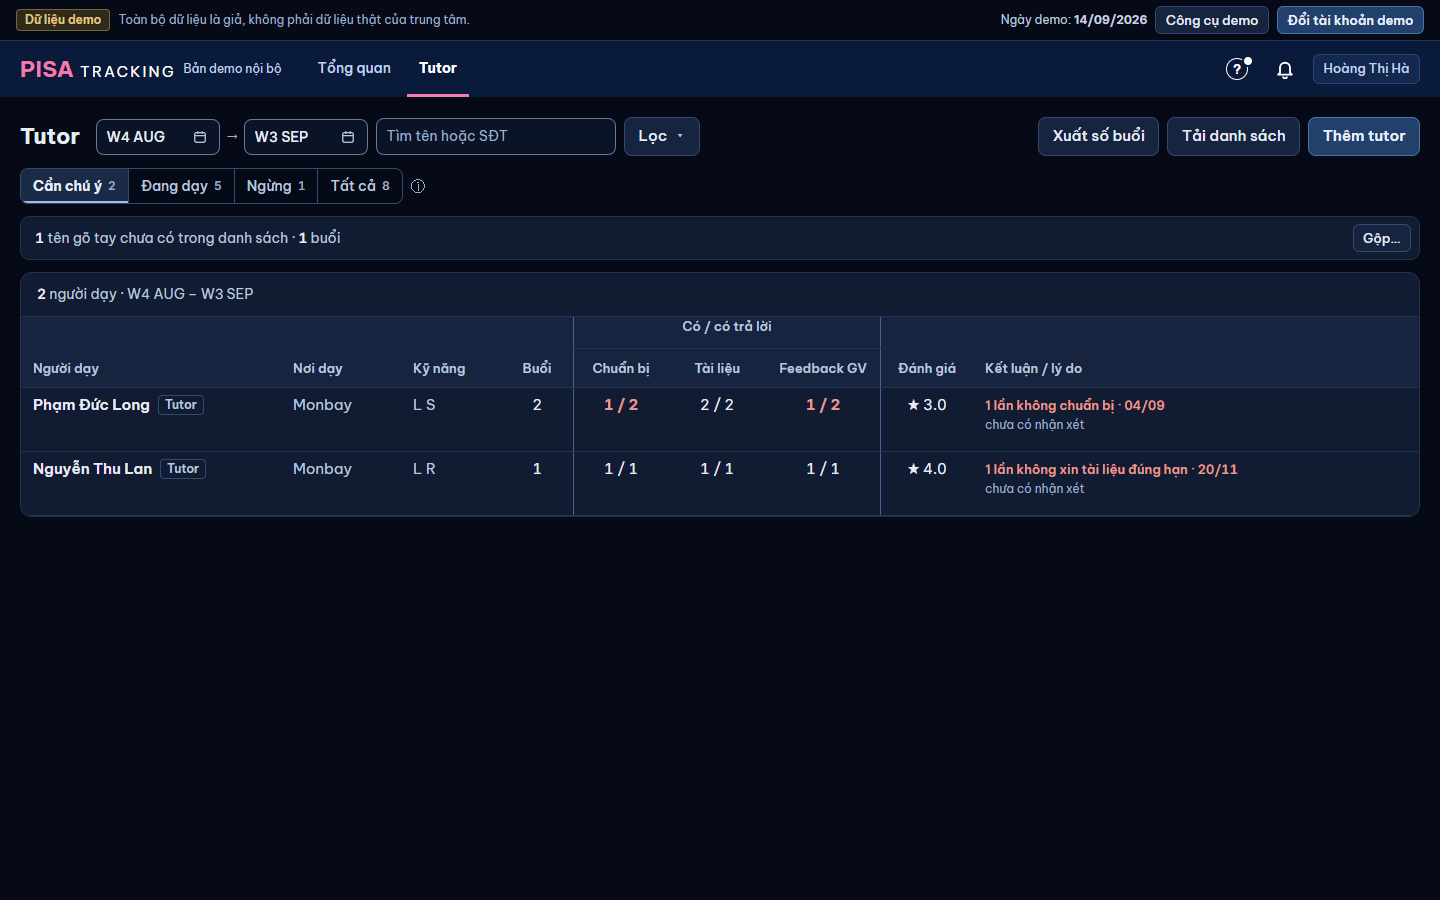 Dữ liệu demo Toàn bộ dữ liệu là giả, không phải dữ liệu thật của trung tâm. Ngày demo: 14/09/2026 Công cụ demo Đổi tài khoản demo
PISA TRACKING Bản demo nội bộ Tổng quan Tutor ? Hoàng Thị Hà
Tutor W4 AUG → W3 SEP Tìm tên hoặc SĐT Lọc Xuất số buổi Tải danh sách Thêm tutor
Cần chú ý 2 Đang dạy 5 Ngừng 1 Tất cả 8 ⓘ
1 tên gõ tay chưa có trong danh sách · 1 buổi Gộp...
2 người dạy · W4 AUG – W3 SEP
Có / có trả lời
Người dạy Nơi dạy Kỹ năng Buổi Chuẩn bị Tài liệu Feedback GV Đánh giá Kết luận / lý do
Phạm Đức Long Tutor Monbay L S 2 1 / 2 2 / 2 1 / 2 ★ 3.0 1 lần không chuẩn bị · 04/09
chưa có nhận xét
Nguyễn Thu Lan Tutor Monbay L R 1 1 / 1 1 / 1 1 / 1 ★ 4.0 1 lần không xin tài liệu đúng hạn · 20/11
chưa có nhận xét